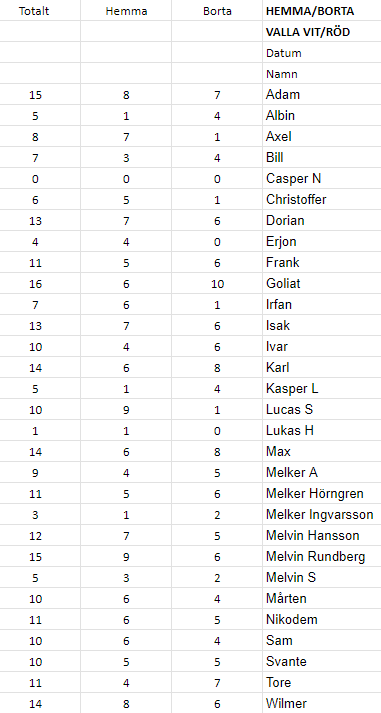 Totalt Hemma Borta HEMMA/BORTA
VALLA VIT/RÖD
Datum
Namn
15 8 7 Adam
5 1 4 Albin
8 7 1 Axel
7 3 4 Bill
0 0 0 Casper N
6 5 1 Christoffer
13 7 6 Dorian
4 4 0 Erjon
11 5 6 Frank
16 6 10 Goliat
7 6 1 Irfan
13 7 6 Isak
10 4 6 Ivar
14 6 8 Karl
5 1 4 Kasper L
10 9 1 Lucas S
1 1 0 Lukas H
14 6 8 Max
9 4 5 Melker A
11 5 6 Melker Hörngren
3 1 2 Melker Ingvarsson
12 7 5 Melvin Hansson
15 9 6 Melvin Rundberg
5 3 2 Melvin S
10 6 4 Mårten
11 6 5 Nikodem
10 6 4 Sam
10 5 5 Svante
11 4 7 Tore
14 8 6 Wilmer